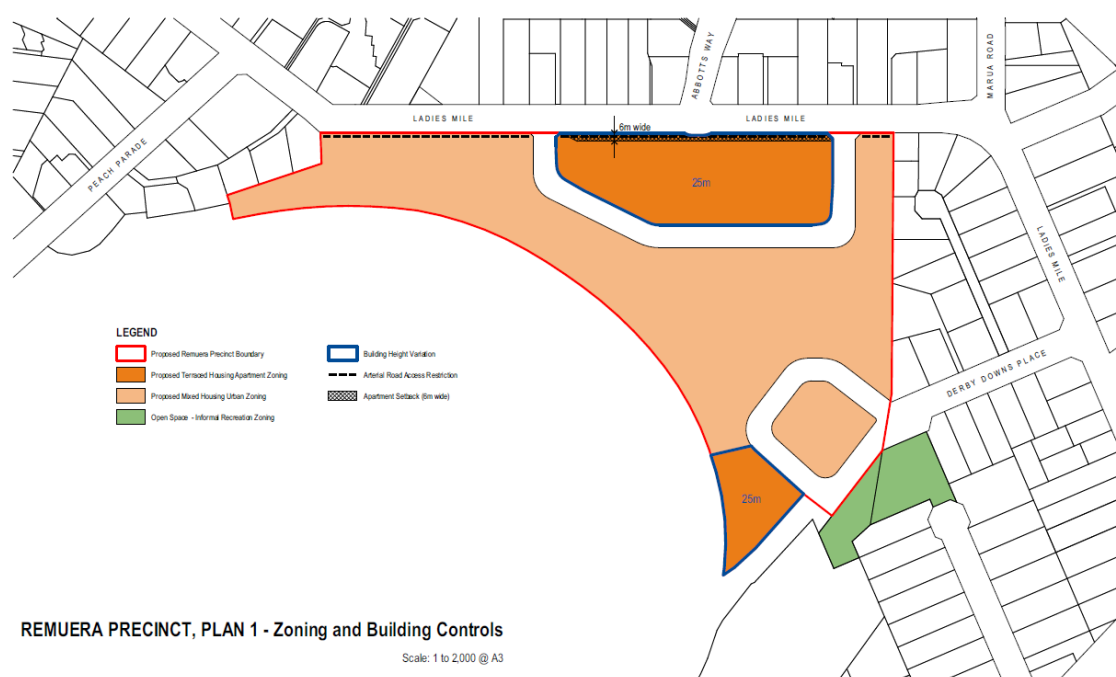 ABBOTTS WAY
MARUA ROAD
LADIES MILE
6m wide
LADIES MILE
PEACH PARADE
25m
LADIES MILE
LEGEND
Proposed Remuera Precinct Boundary
Building Height Variation
Proposed Terraced Housing Apartment Zoning
Arterial Road Access Restriction
Proposed Mixed Housing Urban Zoning
Apartment Setback (6m wide)
Open Space - Informal Recreation Zoning
DERBY DOWNS PLACE
25m
REMUERA PRECINCT, PLAN 1 - Zoning and Building Controls
Scale: 1 to 2,000 @ A3